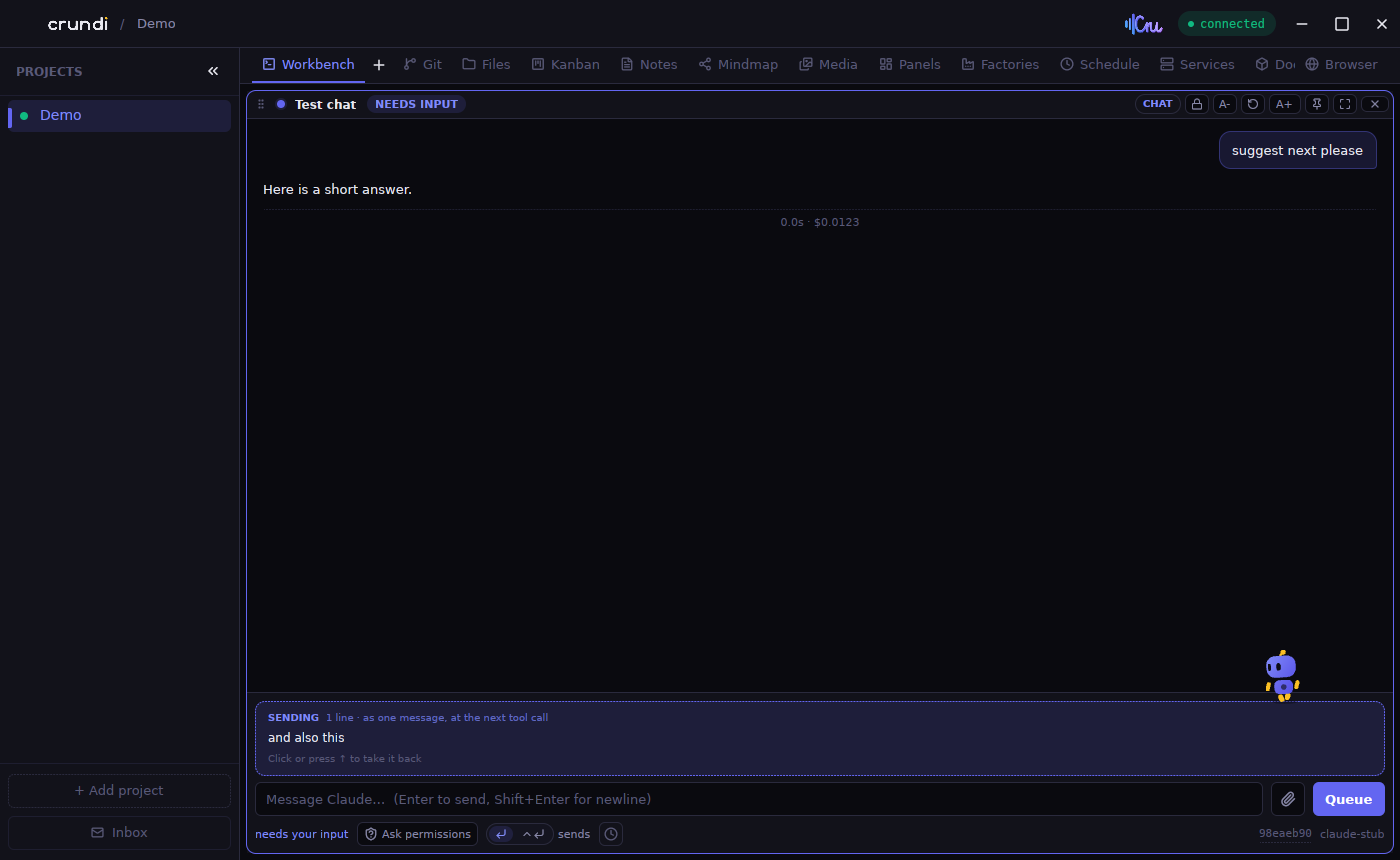 crundi / Demo
Cru
connected
PROJECTS
Workbench
Git
Files
Kanban
Notes
Mindmap
Media
Panels
Factories
Schedule
Services
Browser
Demo
Test chat NEEDS INPUT
CHAT
A-
A+
suggest next please
Here is a short answer.
0.0s · $0.0123
SENDING 1 line · as one message, at the next tool call
and also this
Click or press ↑ to take it back
Message Claude... (Enter to send, Shift+Enter for newline)
Queue
needs your input
Ask permissions
sends
98eaeb90 claude-stub
+ Add project
Inbox